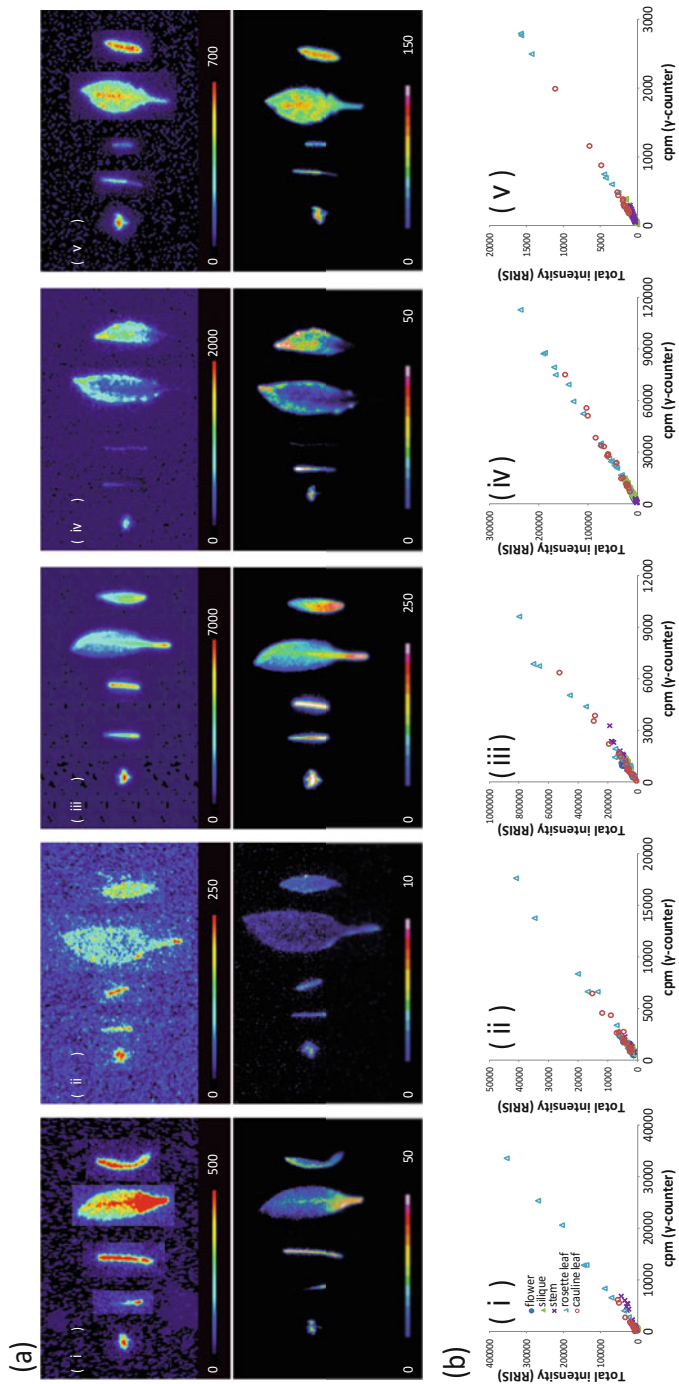 (a)
( i )
( ii )
( iii )
( iv )
( v )
0 500
0 250
0 7000
0 2000
0 700
0 50
0 10
0 250
0 50
0 150
(b)
( i )
flower
silique
stem
rosette leaf
cauline leaf
Total intensity (RRIS)
400000
300000
200000
100000
0
0 10000 20000 30000 40000
cpm (γ-counter)
( ii )
Total intensity (RRIS)
50000
40000
30000
20000
10000
0
0 5000 10000 15000 20000
cpm (γ-counter)
( iii )
Total intensity (RRIS)
1000000
800000
600000
400000
200000
0
0 3000 6000 9000 12000
cpm (γ-counter)
( iv )
Total intensity (RRIS)
300000
200000
100000
0
0 30000 60000 90000 120000
cpm (γ-counter)
( v )
Total intensity (RRIS)
20000
15000
10000
5000
0
0 1000 2000 3000
cpm (γ-counter)